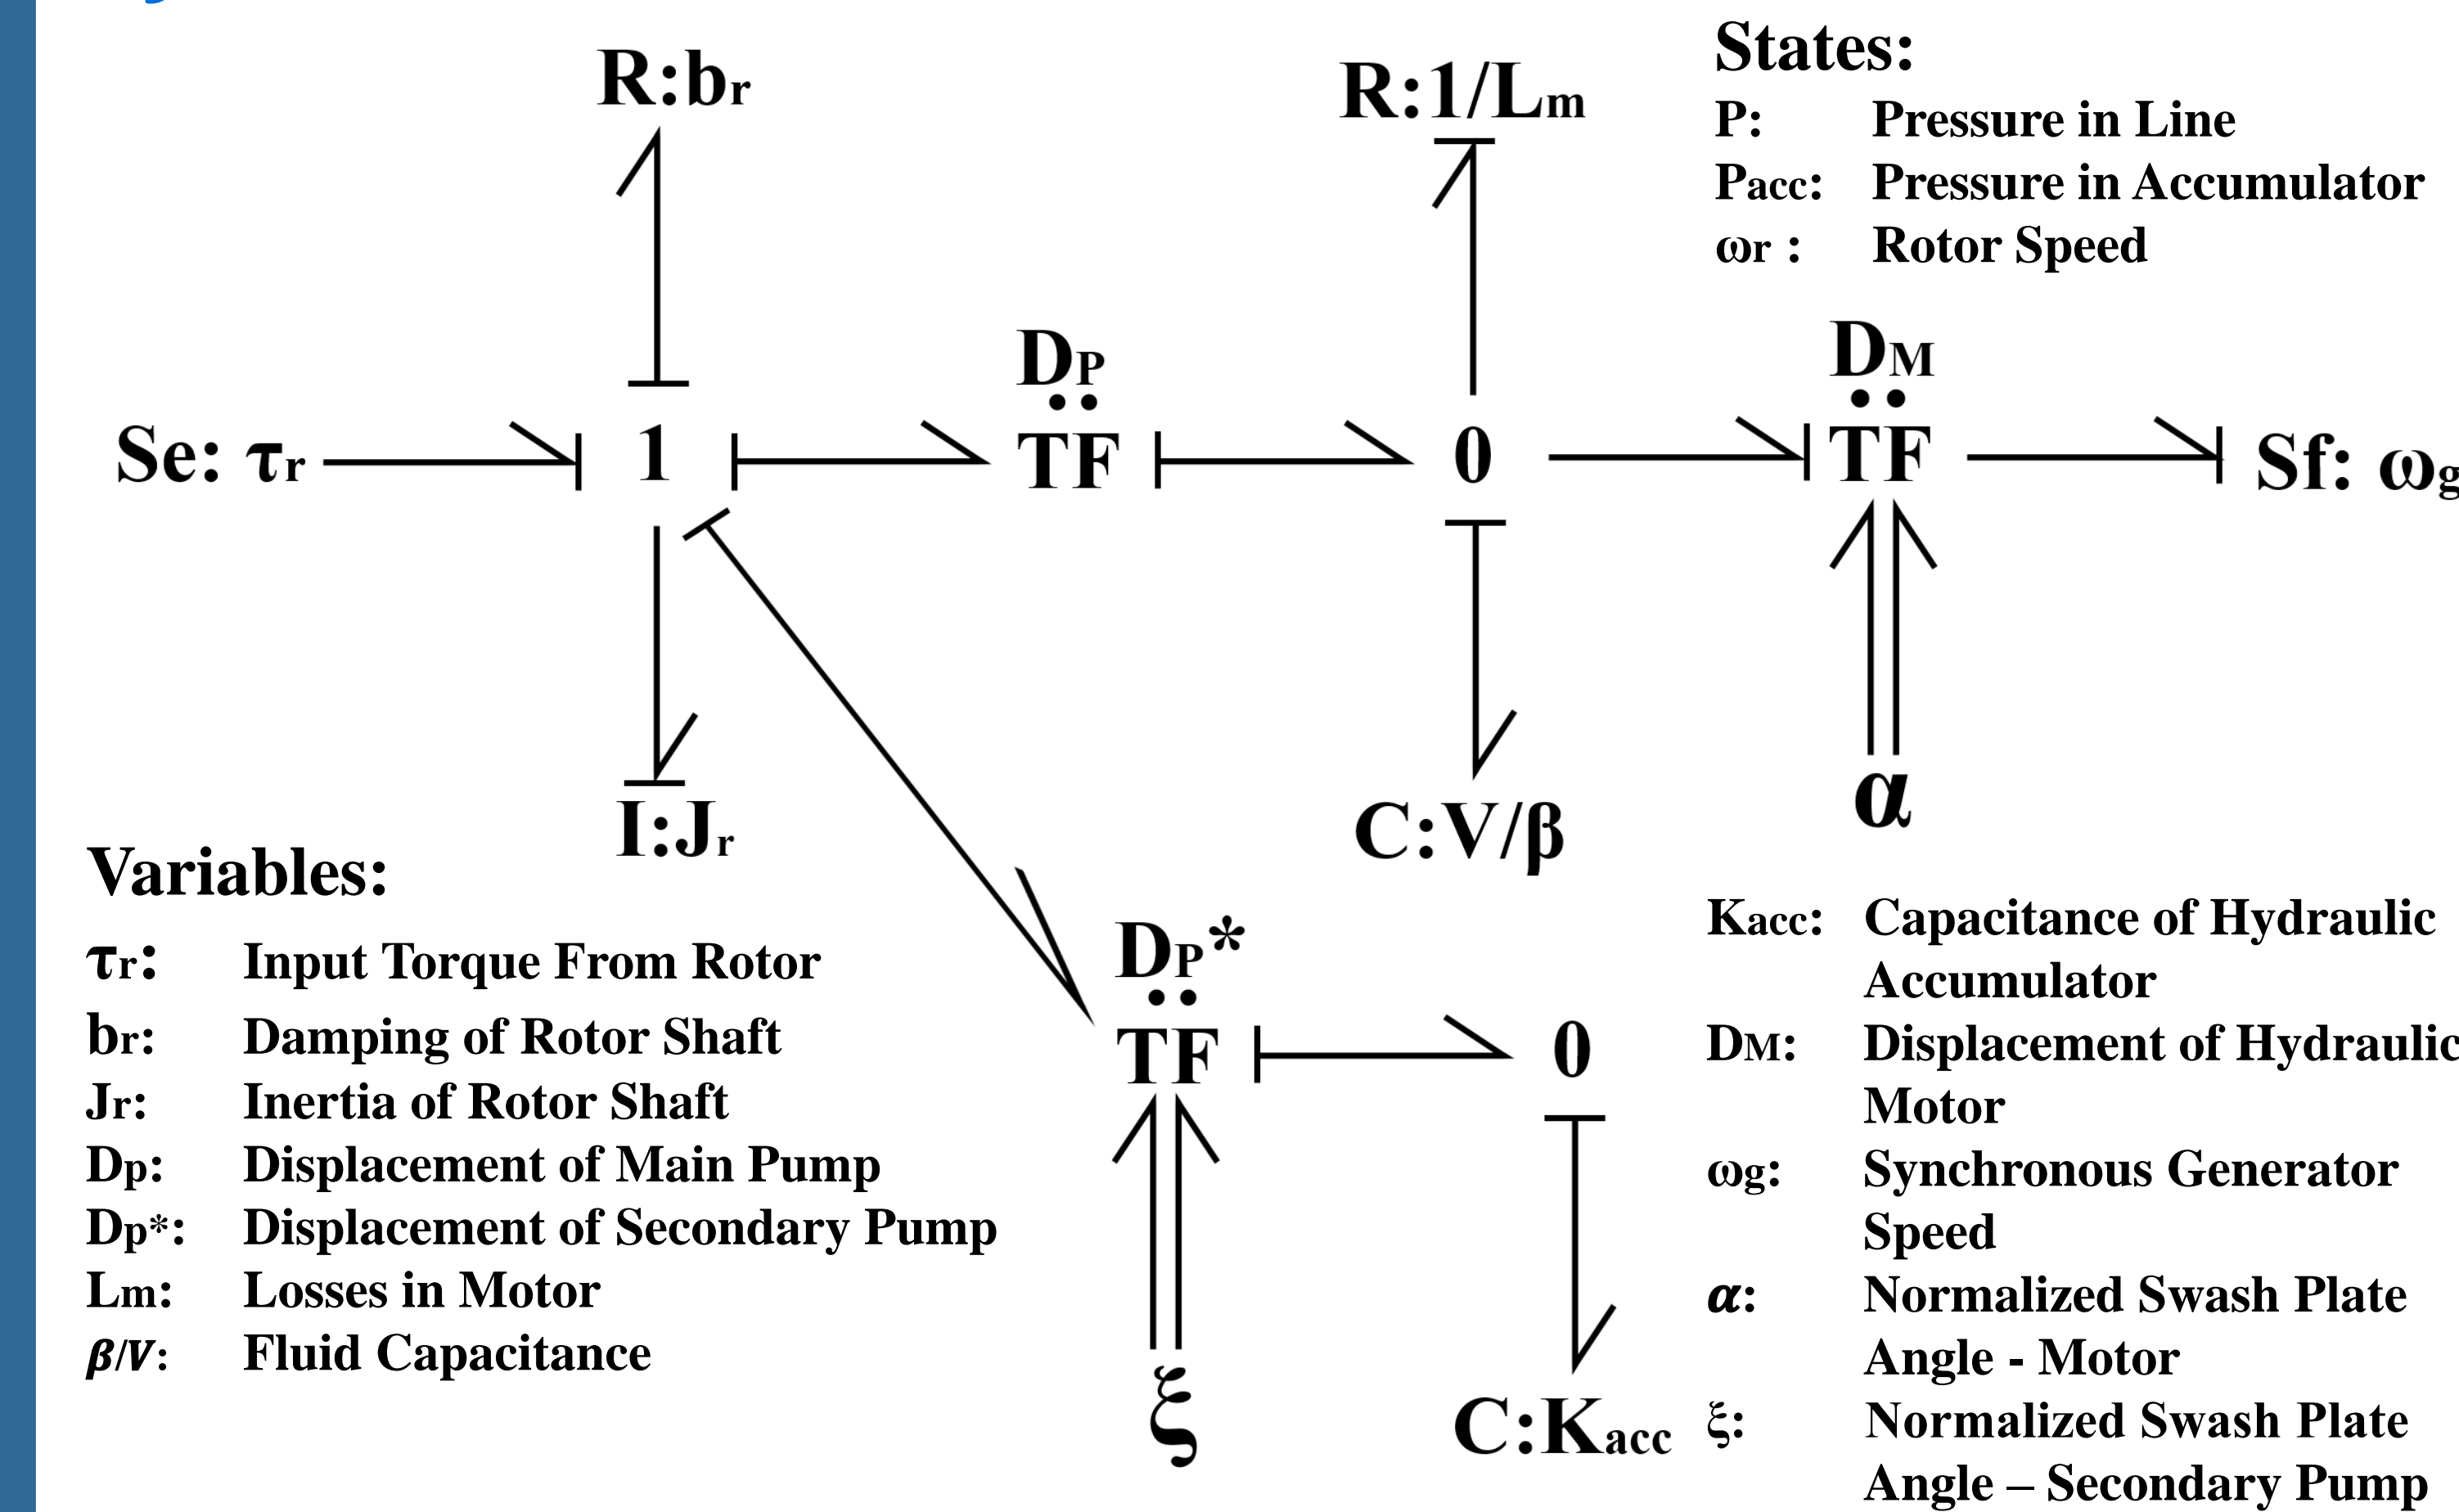 R:br
R:1/Lm
States:
P: Pressure in Line
Pacc: Pressure in Accumulator
ωr : Rotor Speed
DP
DM
Se: τr
1
TF
0
TF
Sf: ωg
I:Jr
C:V/β
α
DP*
TF
0
ξ
C:Kacc
Variables:
τr: Input Torque From Rotor
br: Damping of Rotor Shaft
Jr: Inertia of Rotor Shaft
Dp: Displacement of Main Pump
Dp*: Displacement of Secondary Pump
Lm: Losses in Motor
β/V: Fluid Capacitance
Kacc: Capacitance of Hydraulic
Accumulator
DM: Displacement of Hydraulic
Motor
ωg: Synchronous Generator
Speed
α: Normalized Swash Plate
Angle - Motor
ξ: Normalized Swash Plate
Angle – Secondary Pump